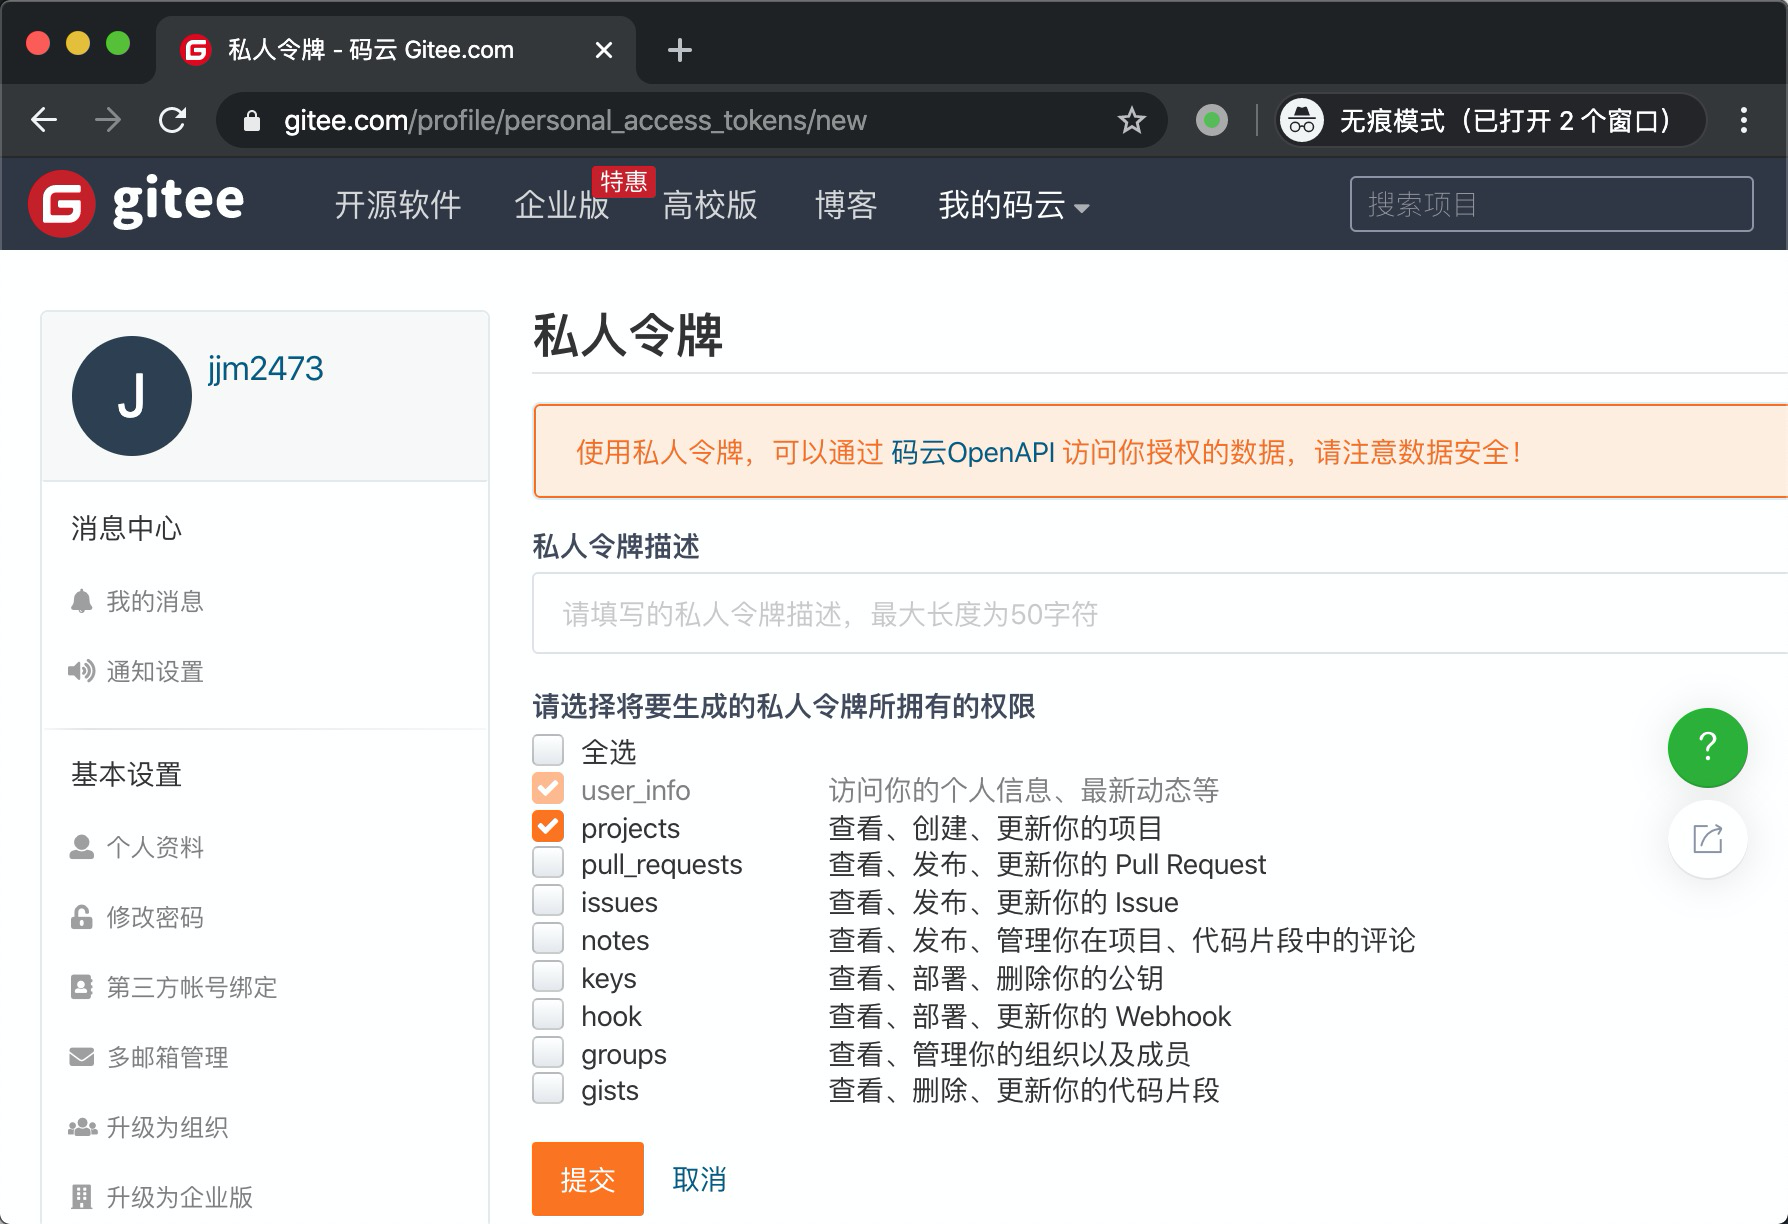 私人令牌 - 码云 Gitee.com
gitee.com/profile/personal_access_tokens/new
无痕模式（已打开 2 个窗口）
gitee
开源软件
企业版
特惠
高校版
博客
我的码云
搜索项目
J
jjm2473
消息中心
我的消息
通知设置
基本设置
个人资料
修改密码
第三方帐号绑定
多邮箱管理
升级为组织
升级为企业版
私人令牌
使用私人令牌，可以通过 码云OpenAPI 访问你授权的数据，请注意数据安全！
私人令牌描述
请填写的私人令牌描述，最大长度为50字符
请选择将要生成的私人令牌所拥有的权限
全选
user_info 访问你的个人信息、最新动态等
projects 查看、创建、更新你的项目
pull_requests 查看、发布、更新你的 Pull Request
issues 查看、发布、更新你的 Issue
notes 查看、发布、管理你在项目、代码片段中的评论
keys 查看、部署、删除你的公钥
hook 查看、部署、更新你的 Webhook
groups 查看、管理你的组织以及成员
gists 查看、删除、更新你的代码片段
提交 取消
?